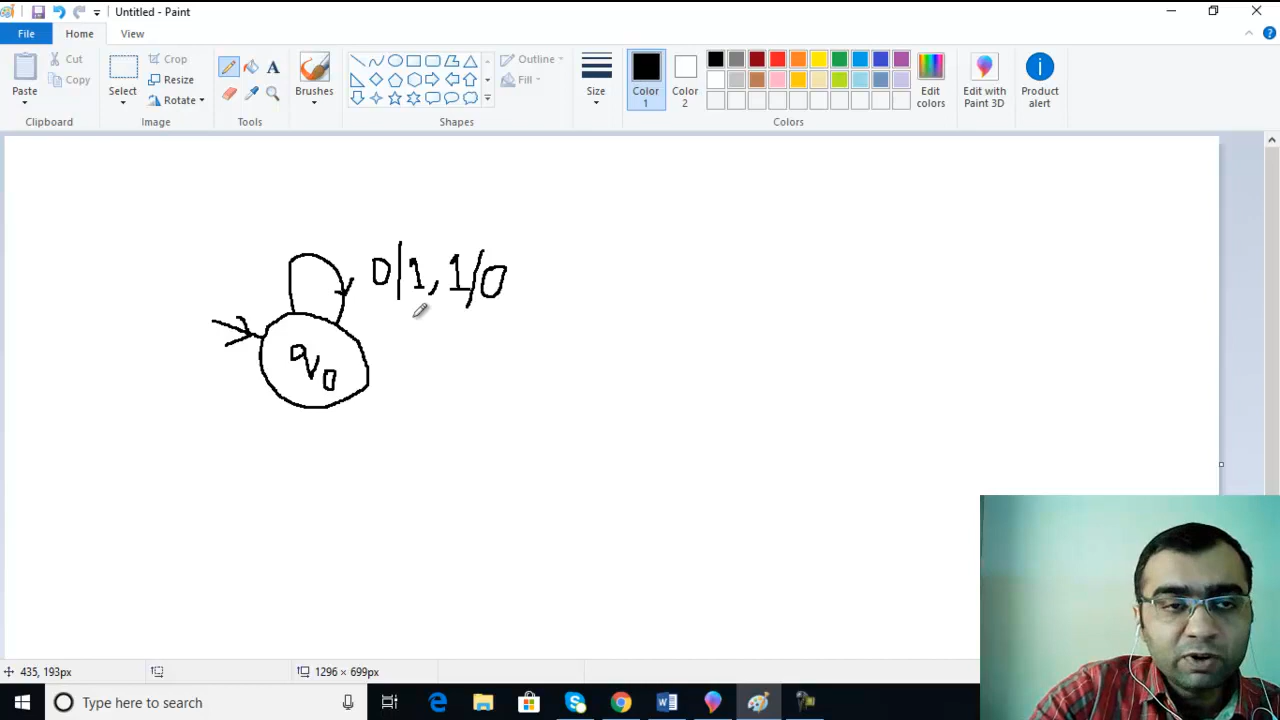 Untitled - Paint
File Home View
Paste
Cut
Copy
Clipboard
Select
Crop
Resize
Rotate
Image
Tools
Brushes
Outline
Fill
Shapes
Size
Color 1
Color 2
Edit colors
Colors
Edit with Paint 3D
Product alert
0|1, 1/0
q0
435, 193px
1296 × 699px
Type here to search